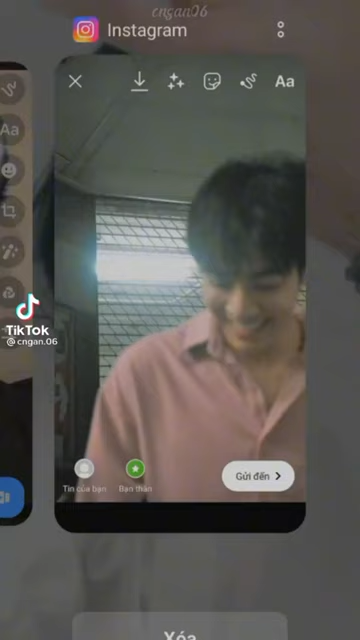 cngan06
Instagram
Aa
Aa
TikTok
@cngan.06
Tin của bạn
Bạn thân
Gửi đến
Xóa